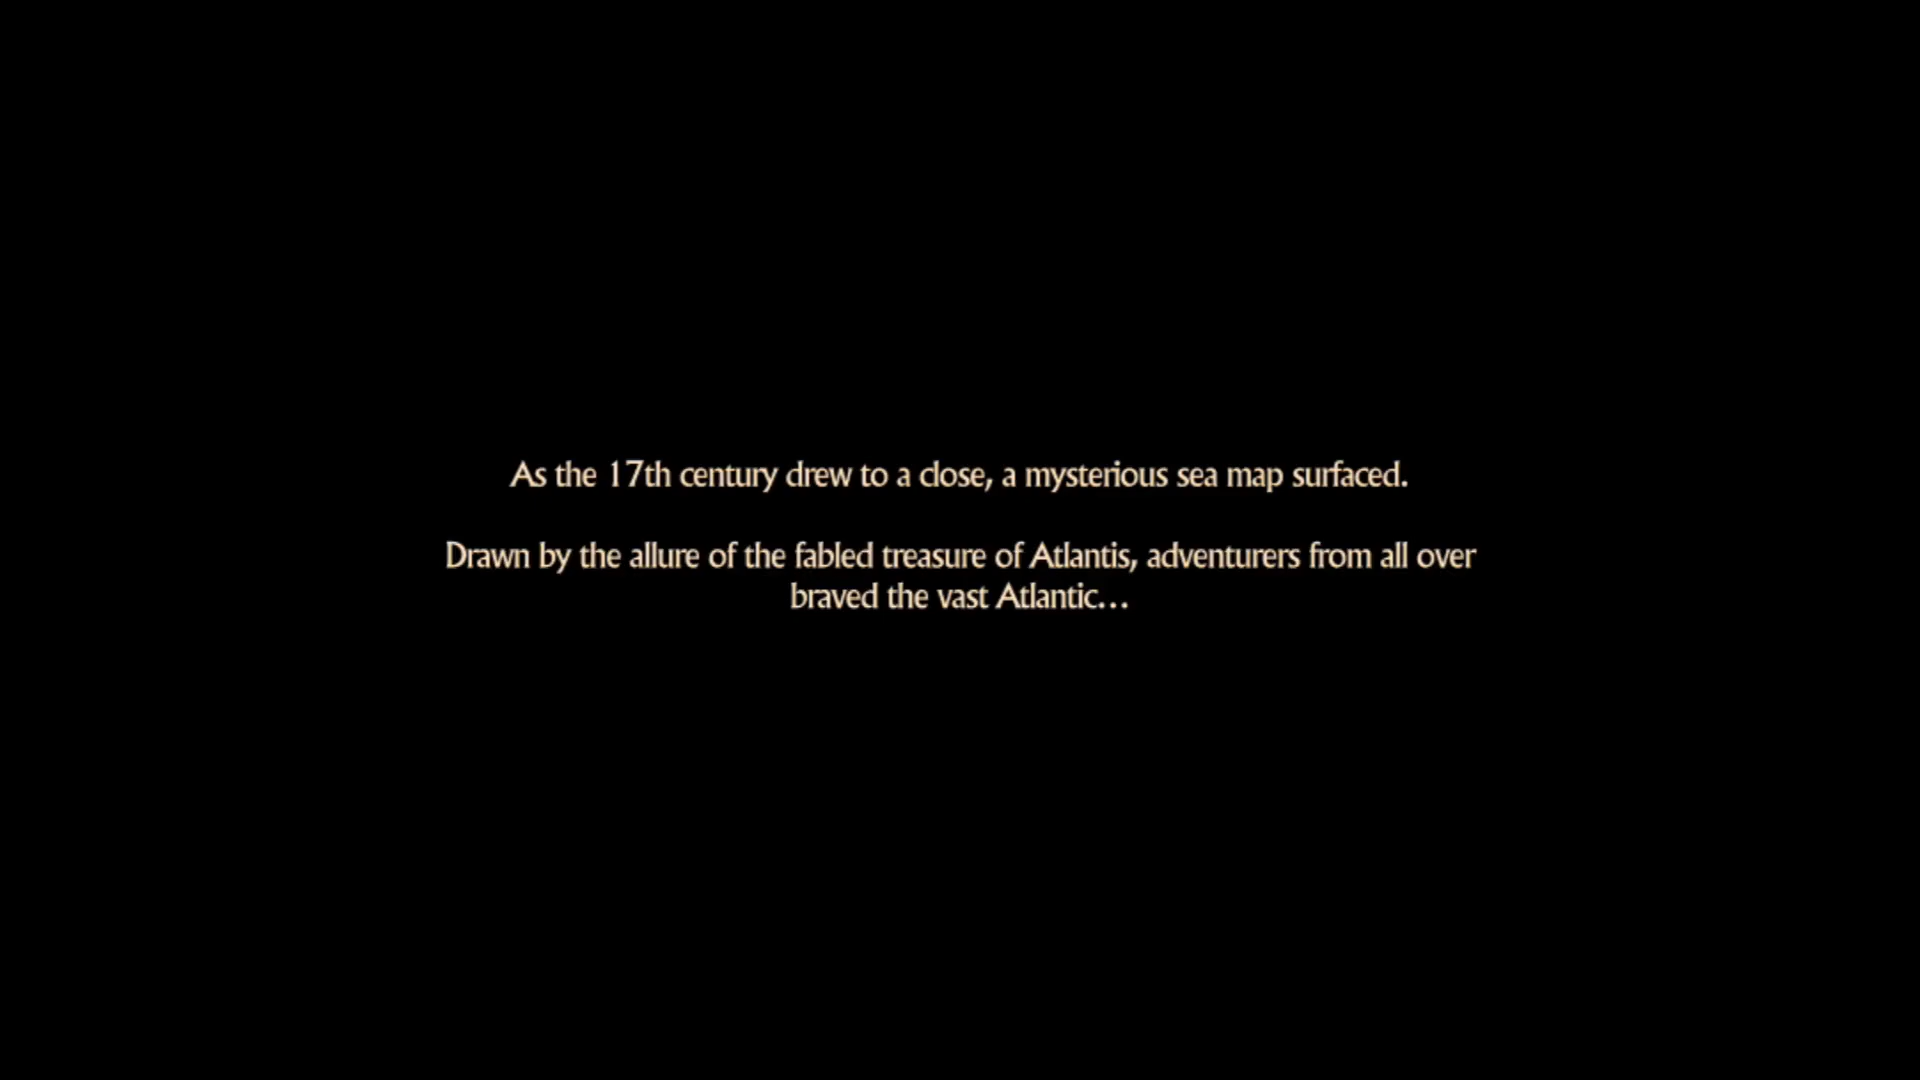 As the 17th century drew to a close, a mysterious sea map surfaced.
Drawn by the allure of the fabled treasure of Atlantis, adventurers from all over
braved the vast Atlantic...